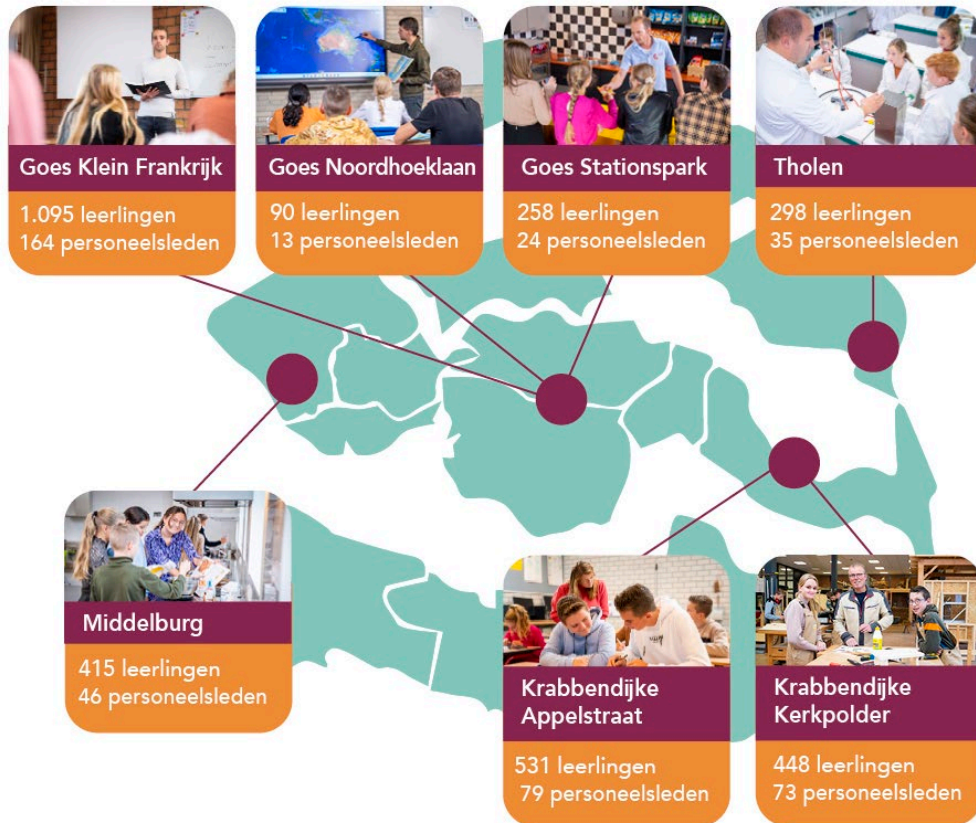 Goes Klein Frankrijk
1.095 leerlingen
164 personeelsleden
Goes Noordhoeklaan
90 leerlingen
13 personeelsleden
Goes Stationspark
258 leerlingen
24 personeelsleden
Tholen
298 leerlingen
35 personeelsleden
Middelburg
415 leerlingen
46 personeelsleden
Krabbendijke
Appelstraat
531 leerlingen
79 personeelsleden
Krabbendijke
Kerkpolder
448 leerlingen
73 personeelsleden